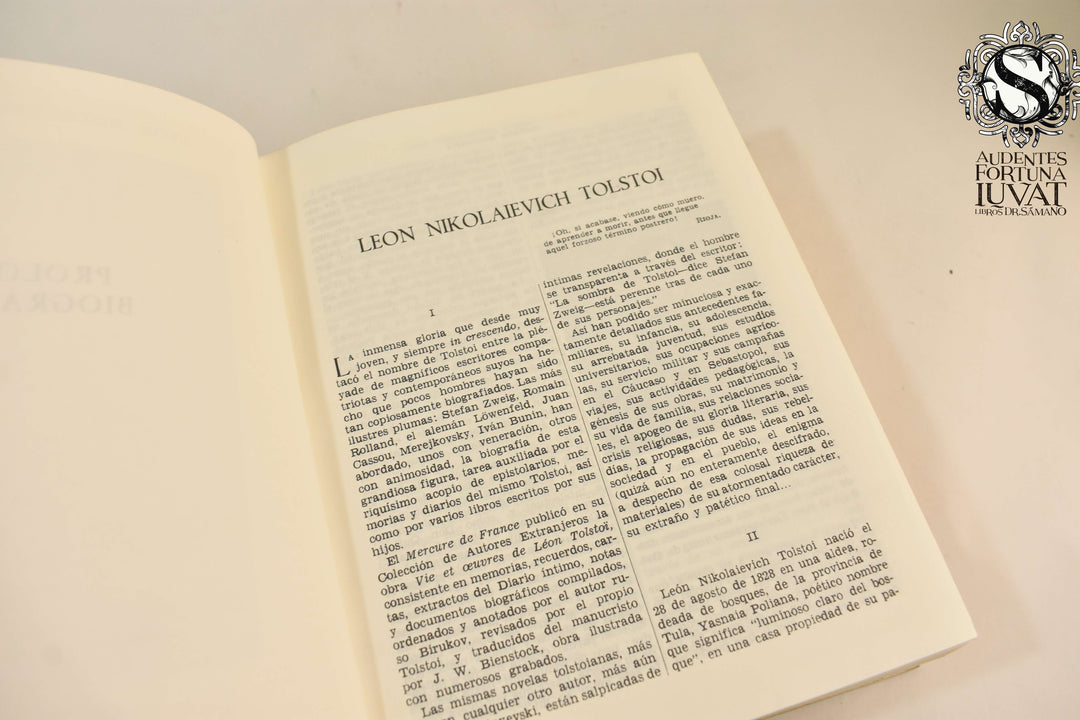 LEON NIKOLAIEVICH TOLSTOI
¡Oh, si acabase, viendo cómo muero,
de aprender a morir, antes que llegue
aquel forzoso término postrero!
RIOJA.
I
LA inmensa gloria que desde muy
joven, y siempre in crescendo, des-
tacó el nombre de Tolstoi entre la plé-
yade de magníficos escritores compa-
triotas y contemporáneos suyos ha he-
cho que pocos hombres hayan sido
tan copiosamente biografiados. Las más
ilustres plumas: Stefan Zweig, Romain
Rolland, el alemán Löwenfeld, Juan
Cassou, Merejkovsky, Iván Bunin, han
abordado, unos con veneración, otros
con animosidad, la biografía de esta
grandiosa figura, tarea auxiliada por el
riquísimo acopio de epistolarios, me-
morias y diarios del mismo Tolstoi, así
como por varios libros escritos por sus
hijos.
El Mercure de France publicó en su
Colección de Autores Extranjeros la
obra Vie et œuvres de Léon Tolstoi,
consistente en memorias, recuerdos, car-
tas, extractos del Diario íntimo, notas
y documentos biográficos compilados,
ordenados y anotados por el autor ru-
so Birukov, revisados por el propio
Tolstoi, y traducidos del manucristo
por J. W. Bienstock, obra ilustrada
con numerosos grabados.
Las mismas novelas tolstoianas, más
en cualquier otro autor, más aún
están salpicadas de
íntimas revelaciones, donde el hombre
se transparenta a través del escritor:
"La sombra de Tolstoi—dice Stefan
Zweig—está perenne tras de cada uno
de sus personajes."
Así han podido ser minuciosa y exac-
tamente detallados sus antecedentes fa-
miliares, su infancia, su adolescencia,
su arrebatada juventud, sus estudios
universitarios, sus ocupaciones agríco-
las, su servicio militar y sus campañas
en el Cáucaso y en Sebastopol, sus
viajes, sus actividades pedagógicas, la
génesis de sus obras, su matrimonio y
su vida de familia, sus relaciones socia-
les, el apogeo de su gloria literaria, sus
crisis religiosas, sus dudas, sus rebel-
días, la propagación de sus ideas en la
sociedad y en el pueblo, el enigma
(quizá aún no enteramente descifrado,
a despecho de esa colosal riqueza de
materiales) de su atormentado carácter,
su extraño y patético final...
II
León Nikolaievich Tolstoi nació el
28 de agosto de 1828 en una aldea, ro-
deada de bosques, de la provincia de
Tula, Yasnaia Poliana, poético nombre
que significa "luminoso claro del bos-
que", en una casa propiedad de su pa-
S
AUDENTES
FORTUNA
IUVAT
LIBROS DR. SÁMANO